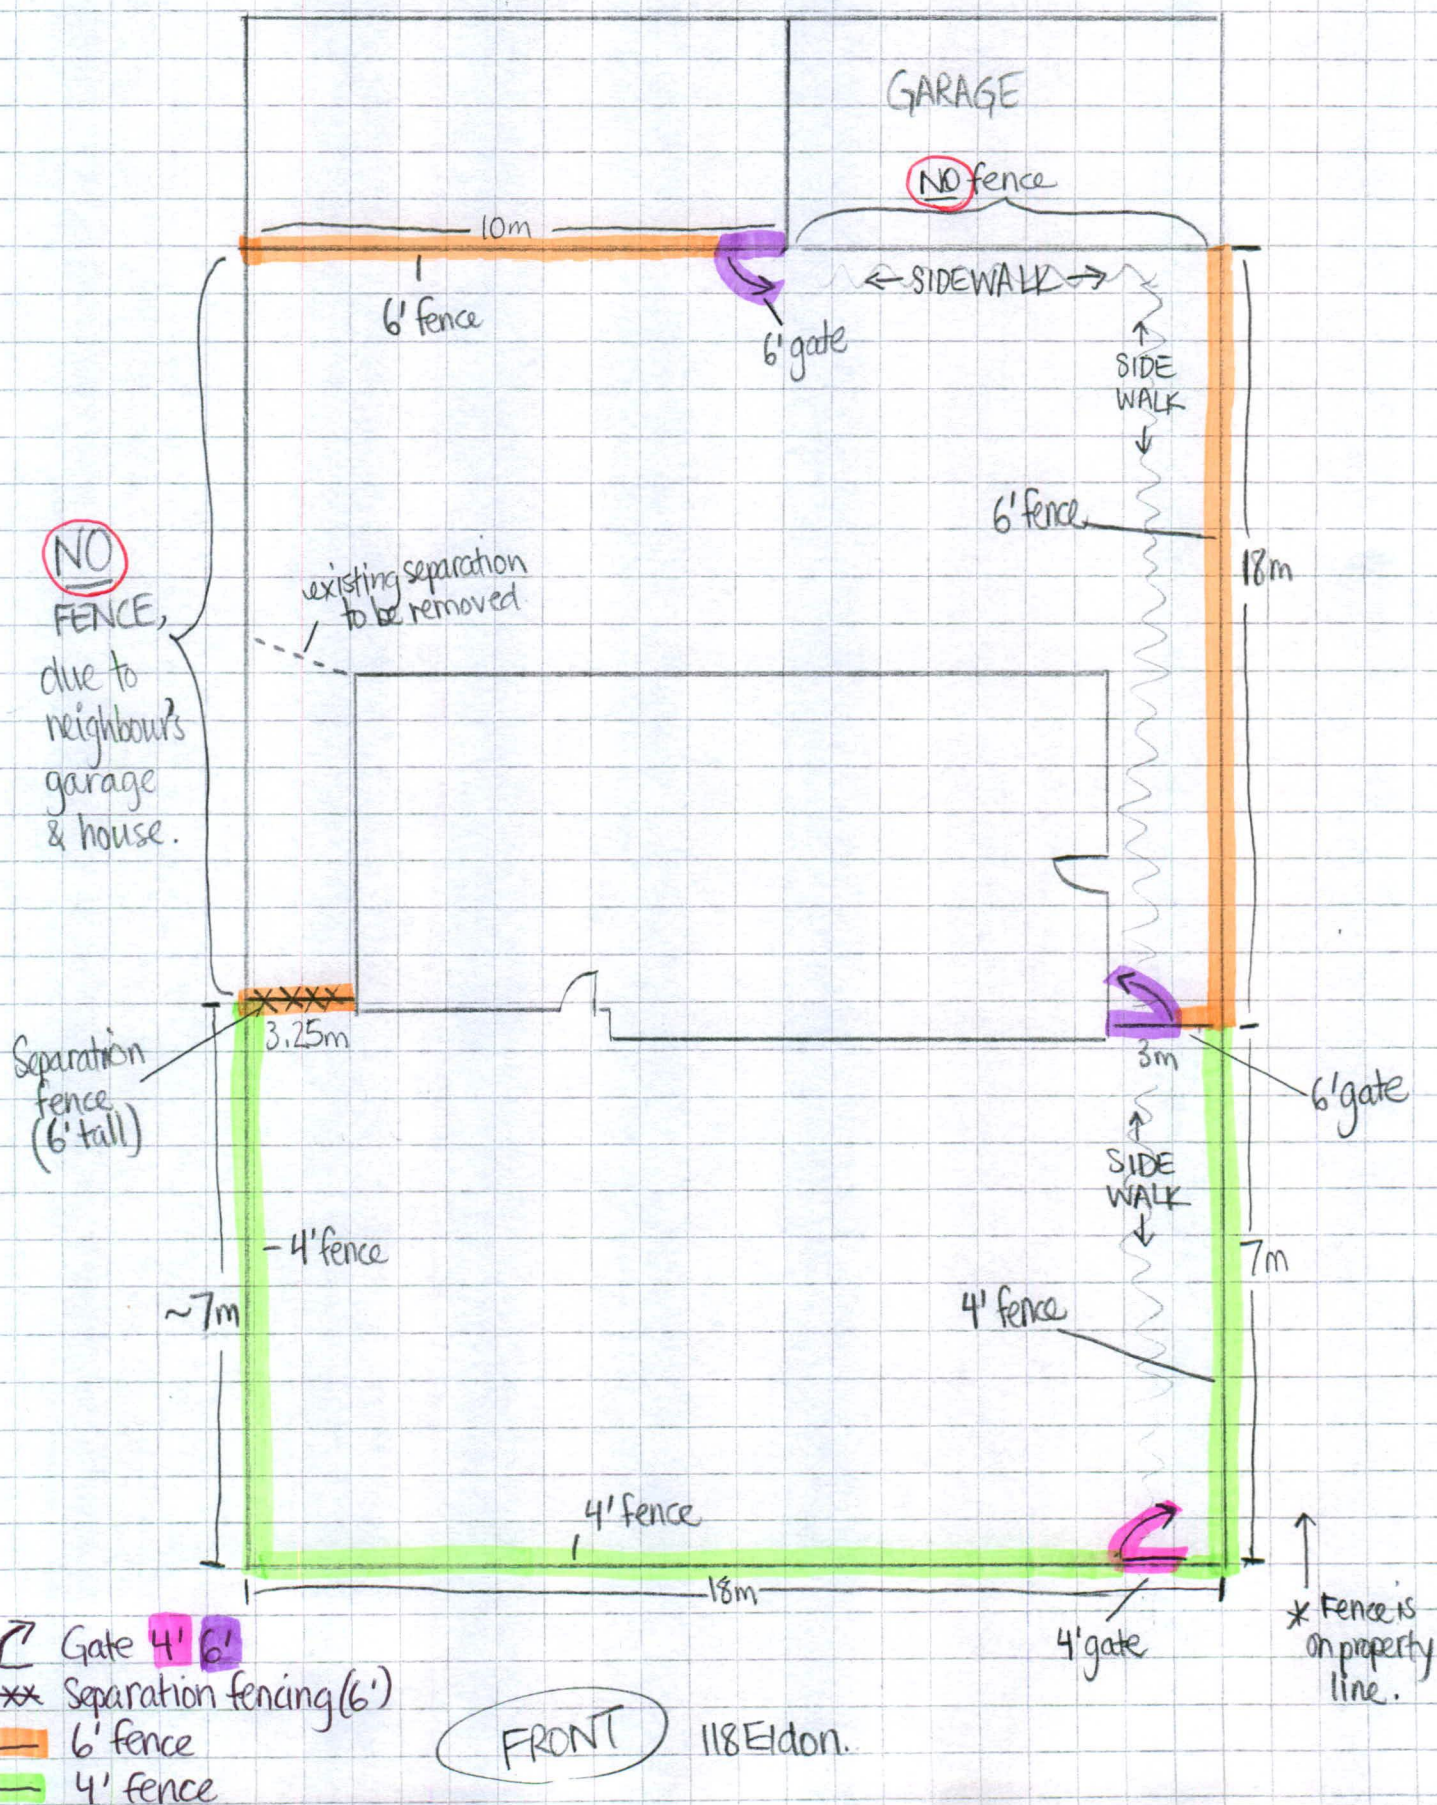 GARAGE
NO fence
10m
← SIDEWALK →
6' fence
6' gate
SIDE
WALK
6' fence
18m
NO
FENCE,
due to
neighbour's
garage
& house.
existing separation
to be removed
3.25m
3m
Separation
fence
(6' tall)
6' gate
SIDE
WALK
4' fence
7m
~7m
4' fence
4' fence
18m
4' gate
* Fence is
on property
line.
Gate 4' 6'
xx Separation fencing (6')
6' fence
4' fence
FRONT
118 Eldon.